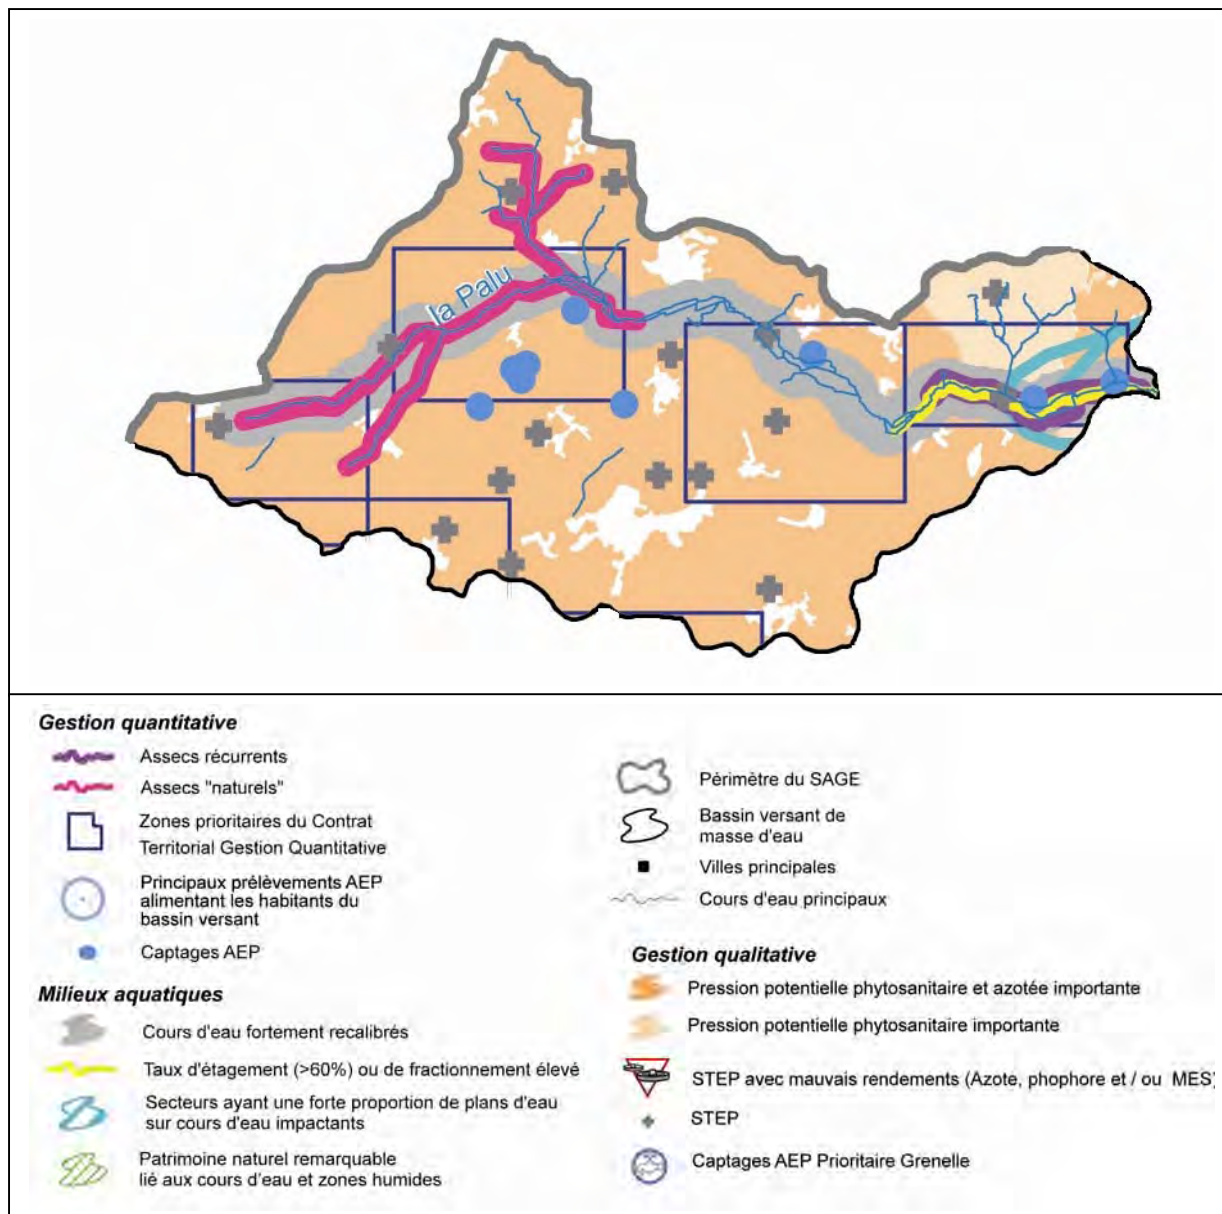 la Palu
Gestion quantitative
Assecs récurrents
Assecs "naturels"
Zones prioritaires du Contrat
Territorial Gestion Quantitative
Principaux prélèvements AEP
alimentant les habitants du
bassin versant
Captages AEP
Milieux aquatiques
Cours d'eau fortement recalibrés
Taux d'étagement (>60%) ou de fractionnement élevé
Secteurs ayant une forte proportion de plans d'eau
sur cours d'eau impactants
Patrimoine naturel remarquable
lié aux cours d'eau et zones humides
Périmètre du SAGE
Bassin versant de
masse d'eau
Villes principales
Cours d'eau principaux
Gestion qualitative
Pression potentielle phytosanitaire et azotée importante
Pression potentielle phytosanitaire importante
STEP avec mauvais rendements (Azote, phophore et / ou MES)
STEP
Captages AEP Prioritaire Grenelle